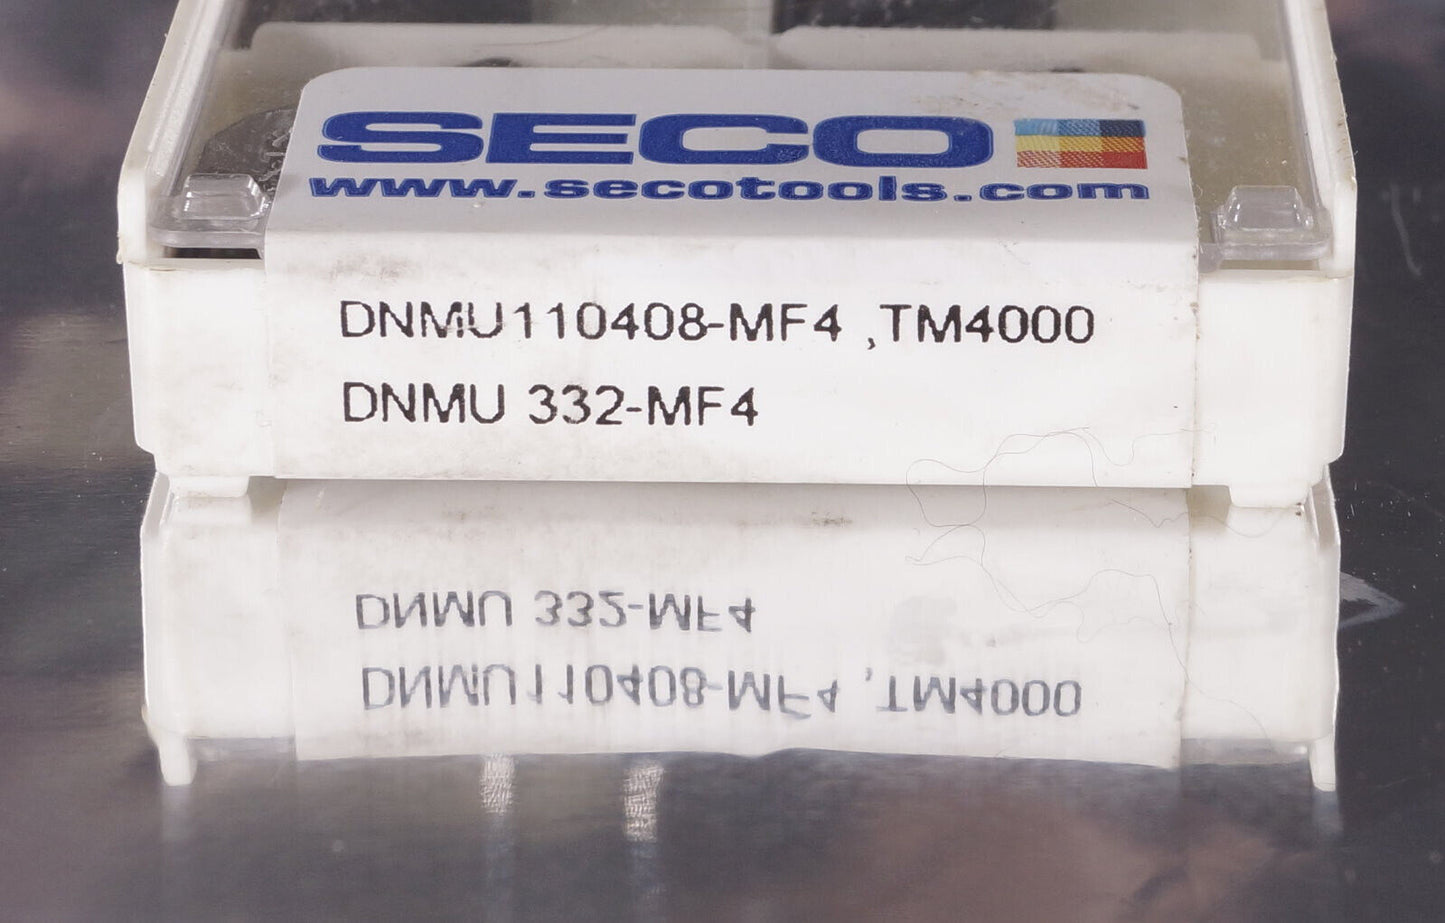 SECO
www.secotools.com
DNMU110408-MF4 ,TM4000
DNMU 332-MF4